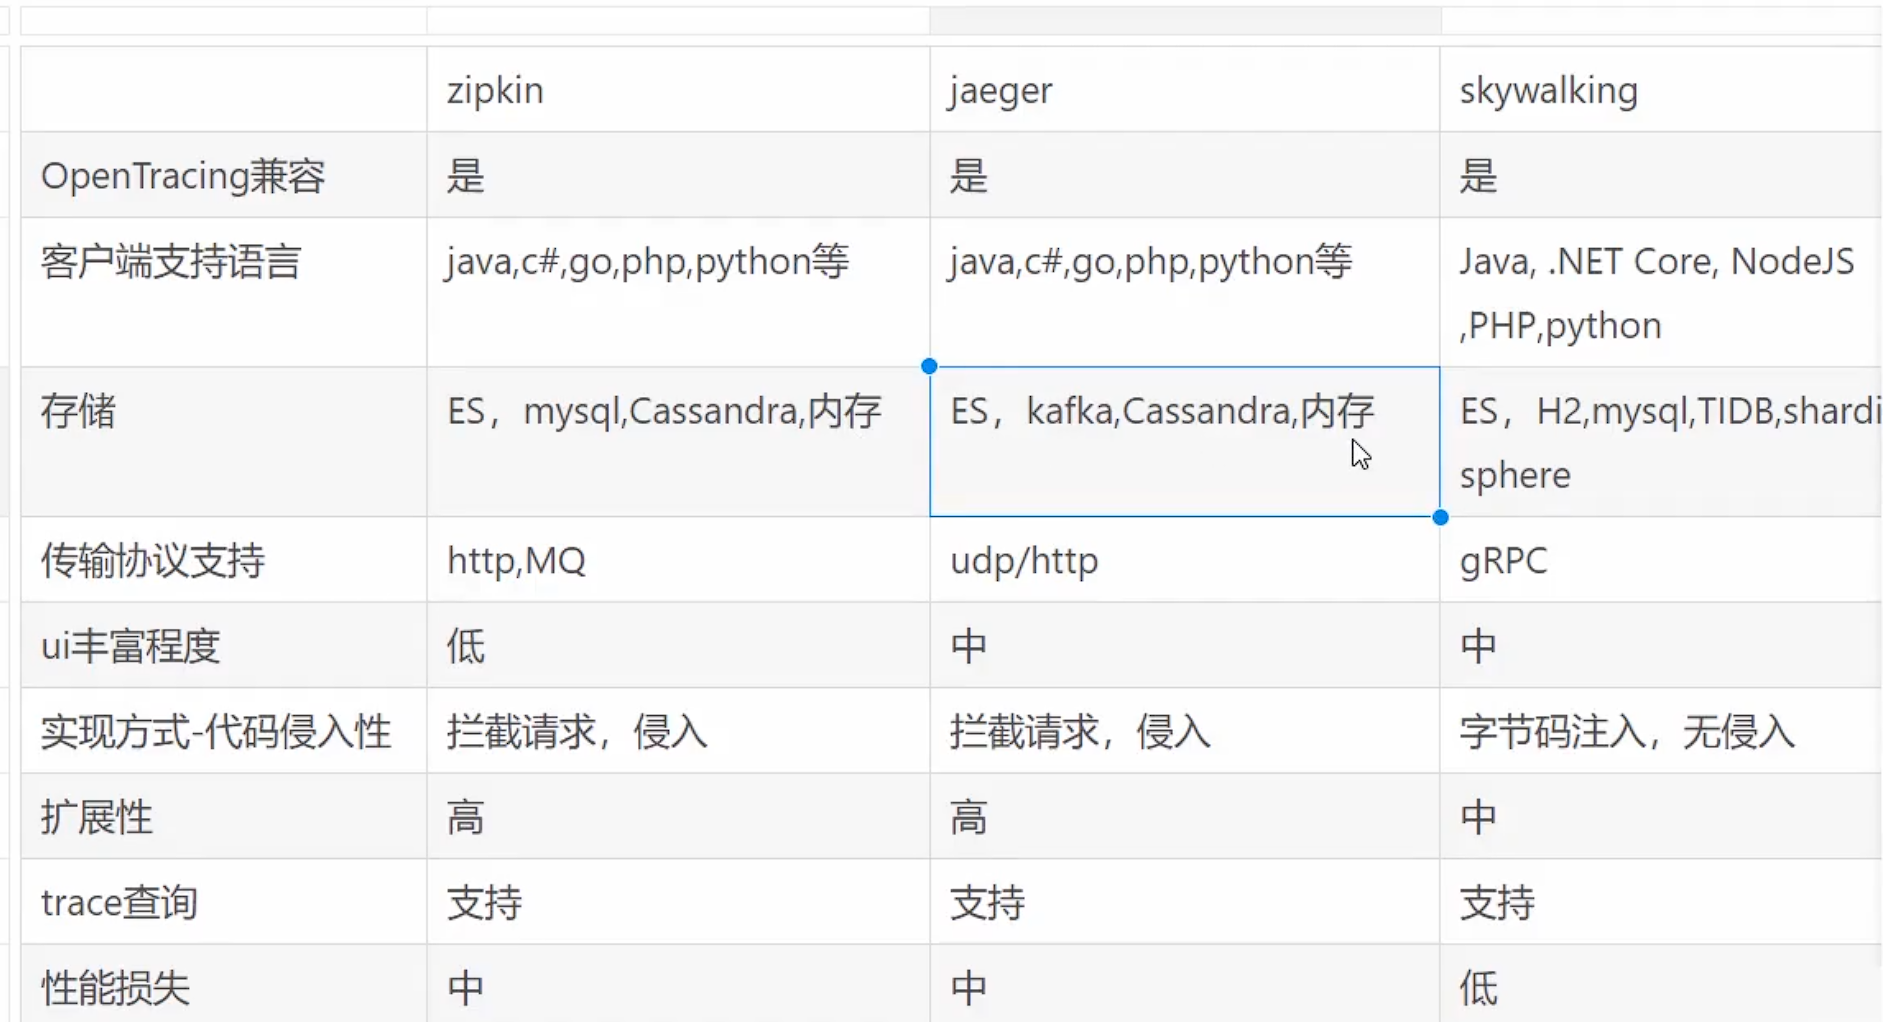 zipkin jaeger skywalking
OpenTracing兼容 是 是 是
客户端支持语言 java,c#,go,php,python等 java,c#,go,php,python等 Java, .NET Core, NodeJS
,PHP,python
存储 ES，mysql,Cassandra,内存 ES，kafka,Cassandra,内存 ES，H2,mysql,TIDB,shardi
sphere
传输协议支持 http,MQ udp/http gRPC
ui丰富程度 低 中 中
实现方式-代码侵入性 拦截请求，侵入 拦截请求，侵入 字节码注入，无侵入
扩展性 高 高 中
trace查询 支持 支持 支持
性能损失 中 中 低